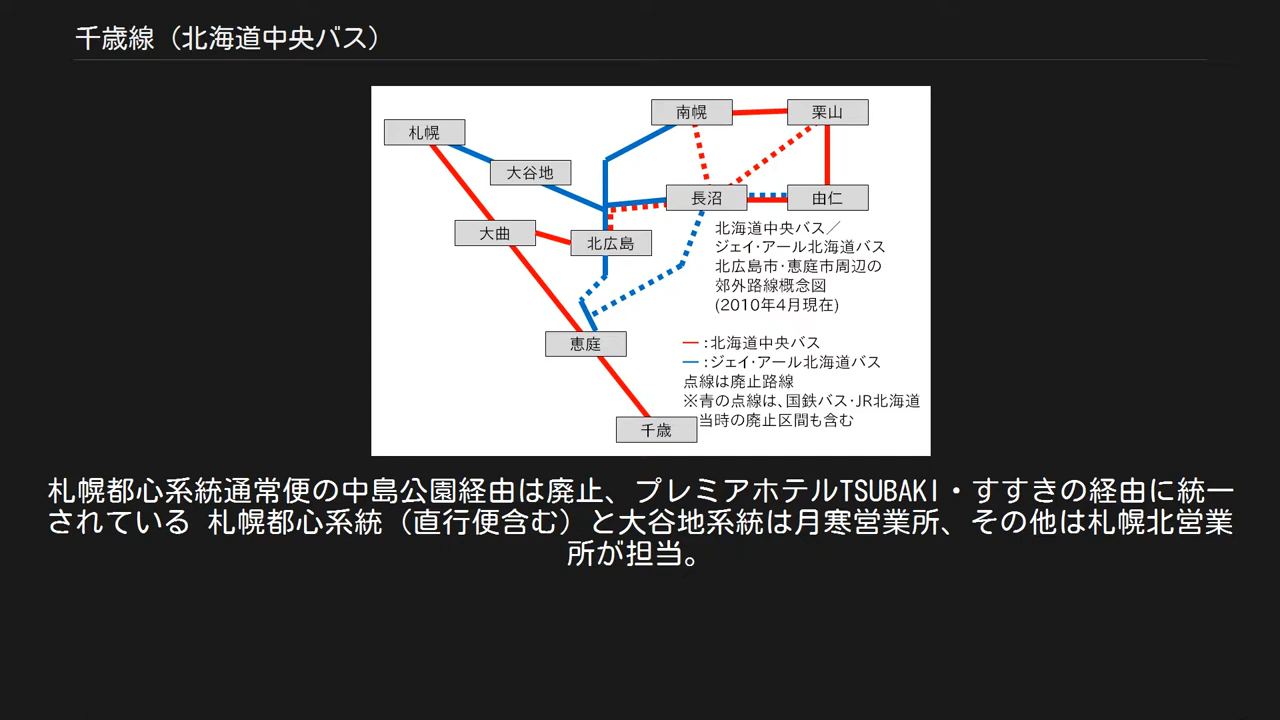 千歳線（北海道中央バス）
札幌
南幌
栗山
大谷地
長沼
由仁
大曲
北広島
北海道中央バス／
ジェイ・アール北海道バス
北広島市・恵庭市周辺の
郊外路線概念図
(2010年4月現在)
恵庭
―：北海道中央バス
―：ジェイ・アール北海道バス
点線は廃止路線
※青の点線は、国鉄バス・JR北海道
当時の廃止区間も含む
千歳
札幌都心系統通常便の中島公園経由は廃止、プレミアホテルTSUBAKI・すすきの経由に統一
されている 札幌都心系統（直行便含む）と大谷地系統は月寒営業所、その他は札幌北営業
所が担当。